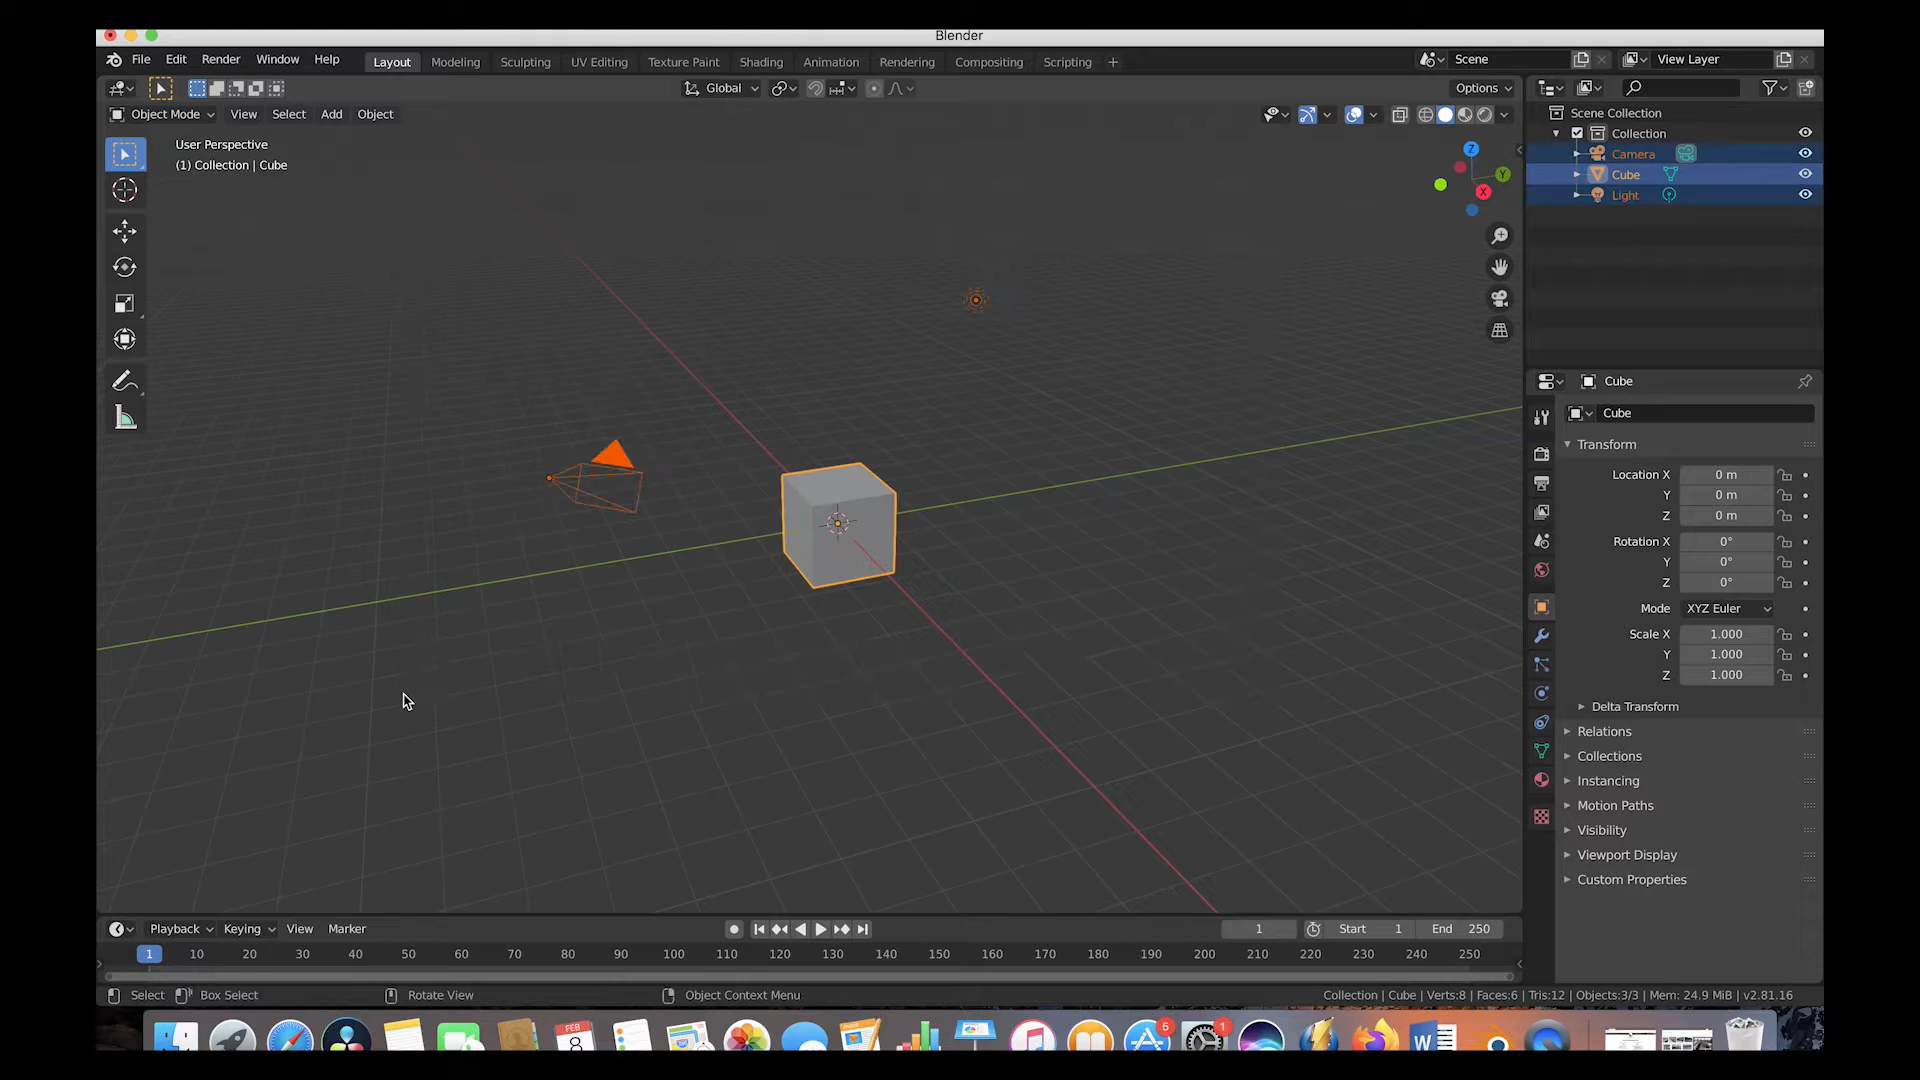 Blender
File Edit Render Window Help Layout Modeling Sculpting UV Editing Texture Paint Shading Animation Rendering Compositing Scripting + Scene View Layer
Global Options
Object Mode View Select Add Object
User Perspective
(1) Collection | Cube
Z
Y
X
Scene Collection
Collection
Camera
Cube
Light
Cube
Cube
Transform
Location X 0 m
Y 0 m
Z 0 m
Rotation X 0°
Y 0°
Z 0°
Mode XYZ Euler
Scale X 1.000
Y 1.000
Z 1.000
Delta Transform
Relations
Collections
Instancing
Motion Paths
Visibility
Viewport Display
Custom Properties
Playback Keying View Marker 1 Start 1 End 250
1 10 20 30 40 50 60 70 80 90 100 110 120 130 140 150 160 170 180 190 200 210 220 230 240 250
Select Box Select Rotate View Object Context Menu Collection | Cube | Verts:8 | Faces:6 | Tris:12 | Objects:3/3 | Mem: 24.9 MiB | v2.81.16
FEB
8
5
1
W